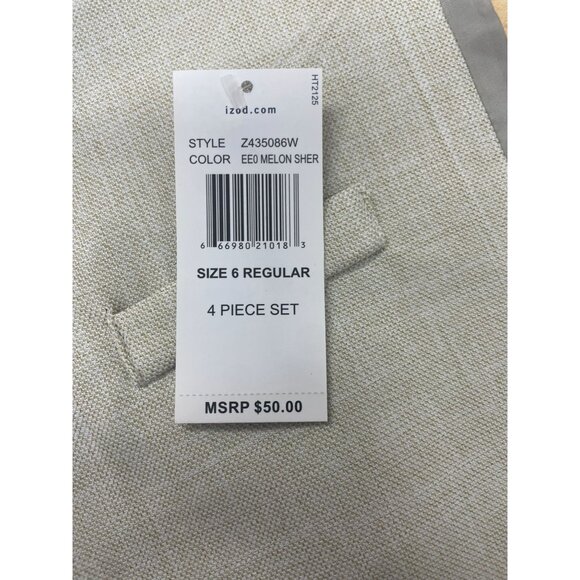 HT2125
izod.com
STYLE Z435086W
COLOR EE0 MELON SHER
6 66980 21018 3
SIZE 6 REGULAR
4 PIECE SET
MSRP $50.00